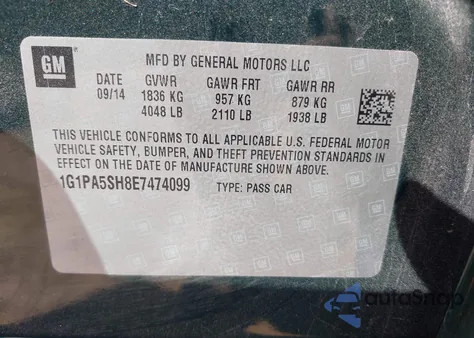 GM
MFD BY GENERAL MOTORS LLC
DATE GVWR GAWR FRT GAWR RR
09/14 1836 KG 957 KG 879 KG
4048 LB 2110 LB 1938 LB
THIS VEHICLE CONFORMS TO ALL APPLICABLE U.S. FEDERAL MOTOR
VEHICLE SAFETY, BUMPER, AND THEFT PREVENTION STANDARDS IN
EFFECT ON THE DATE OF MANUFACTURE SHOWN ABOVE.
1G1PA5SH8E7474099 TYPE: PASS CAR
autoSnap